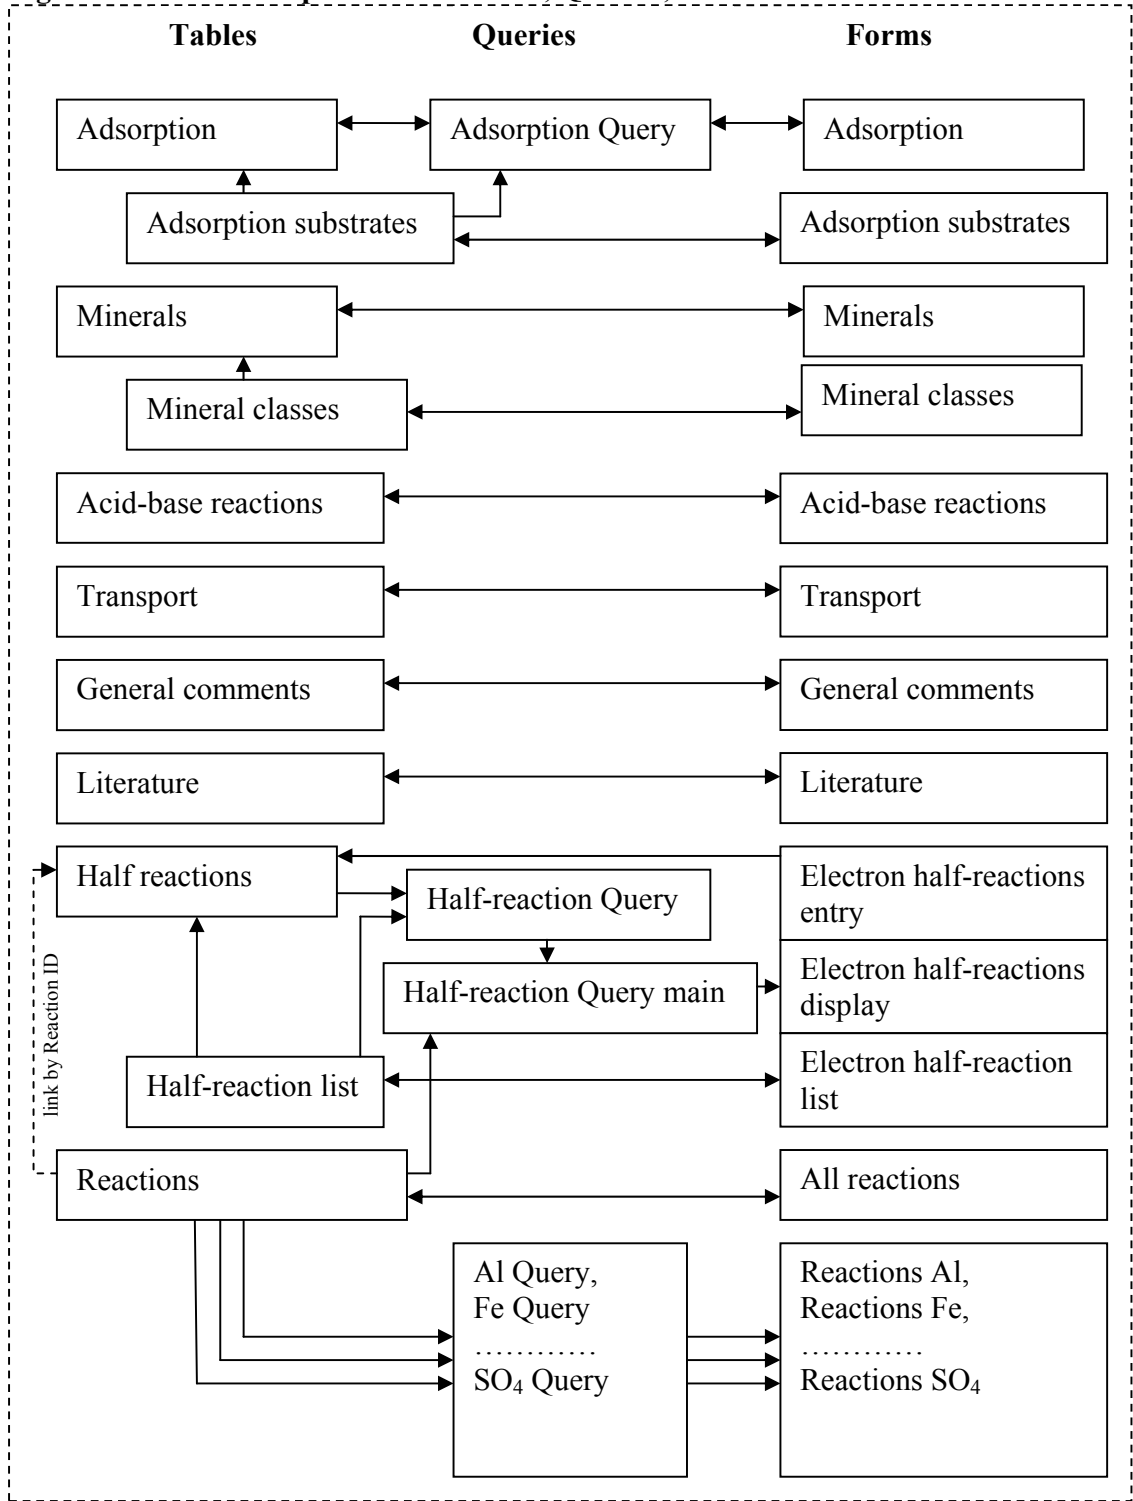 Tables Queries Forms
Adsorption
Adsorption Query
Adsorption
Adsorption substrates
Adsorption substrates
Minerals
Minerals
Mineral classes
Mineral classes
Acid-base reactions
Acid-base reactions
Transport
Transport
General comments
General comments
Literature
Literature
Half reactions
Half-reaction Query
Electron half-reactions
entry
Half-reaction Query main
Electron half-reactions
display
link by Reaction ID
Half-reaction list
Electron half-reaction
list
Reactions
All reactions
Al Query,
Fe Query
…………
SO₄ Query
Reactions Al,
Reactions Fe,
…………
Reactions SO₄